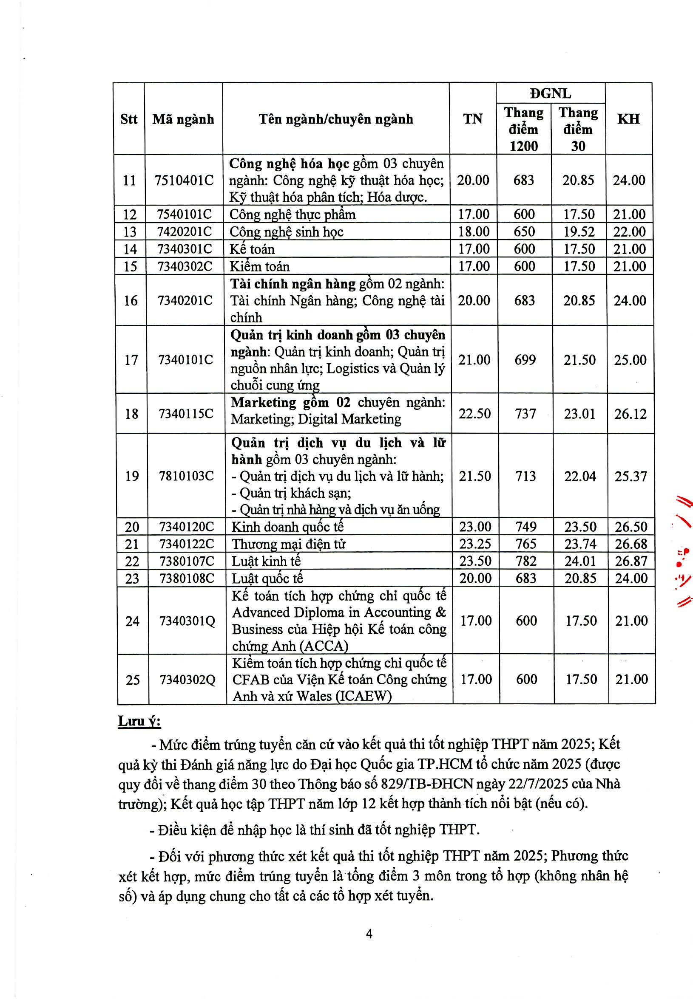 Stt Mã ngành Tên ngành/chuyên ngành TN ĐGNL KH
Thang điểm 1200 Thang điểm 30
11 7510401C Công nghệ hóa học gồm 03 chuyên
ngành: Công nghệ kỹ thuật hóa học;
Kỹ thuật hóa phân tích; Hóa dược. 20.00 683 20.85 24.00
12 7540101C Công nghệ thực phẩm 17.00 600 17.50 21.00
13 7420201C Công nghệ sinh học 18.00 650 19.52 22.00
14 7340301C Kế toán 17.00 600 17.50 21.00
15 7340302C Kiểm toán 17.00 600 17.50 21.00
16 7340201C Tài chính ngân hàng gồm 02 ngành:
Tài chính Ngân hàng; Công nghệ tài
chính 20.00 683 20.85 24.00
17 7340101C Quản trị kinh doanh gồm 03 chuyên
ngành: Quản trị kinh doanh; Quản trị
nguồn nhân lực; Logistics và Quản lý
chuỗi cung ứng 21.00 699 21.50 25.00
18 7340115C Marketing gồm 02 chuyên ngành:
Marketing; Digital Marketing 22.50 737 23.01 26.12
19 7810103C Quản trị dịch vụ du lịch và lữ
hành gồm 03 chuyên ngành:
- Quản trị dịch vụ du lịch và lữ hành;
- Quản trị khách sạn;
- Quản trị nhà hàng và dịch vụ ăn uống 21.50 713 22.04 25.37
20 7340120C Kinh doanh quốc tế 23.00 749 23.50 26.50
21 7340122C Thương mại điện tử 23.25 765 23.74 26.68
22 7380107C Luật kinh tế 23.50 782 24.01 26.87
23 7380108C Luật quốc tế 20.00 683 20.85 24.00
24 7340301Q Kế toán tích hợp chứng chỉ quốc tế
Advanced Diploma in Accounting &
Business của Hiệp hội Kế toán công
chứng Anh (ACCA) 17.00 600 17.50 21.00
25 7340302Q Kiểm toán tích hợp chứng chỉ quốc tế
CFAB của Viện Kế toán Công chứng
Anh và xứ Wales (ICAEW) 17.00 600 17.50 21.00
Lưu ý:
- Mức điểm trúng tuyển căn cứ vào kết quả thi tốt nghiệp THPT năm 2025; Kết
quả kỳ thi Đánh giá năng lực do Đại học Quốc gia TP.HCM tổ chức năm 2025 (được
quy đổi về thang điểm 30 theo Thông báo số 829/TB-ĐHCN ngày 22/7/2025 của Nhà
trường); Kết quả học tập THPT năm lớp 12 kết hợp thành tích nổi bật (nếu có).
- Điều kiện để nhập học là thí sinh đã tốt nghiệp THPT.
- Đối với phương thức xét kết quả thi tốt nghiệp THPT năm 2025; Phương thức
xét kết hợp, mức điểm trúng tuyển là tổng điểm 3 môn trong tổ hợp (không nhân hệ
số) và áp dụng chung cho tất cả các tổ hợp xét tuyển.
4